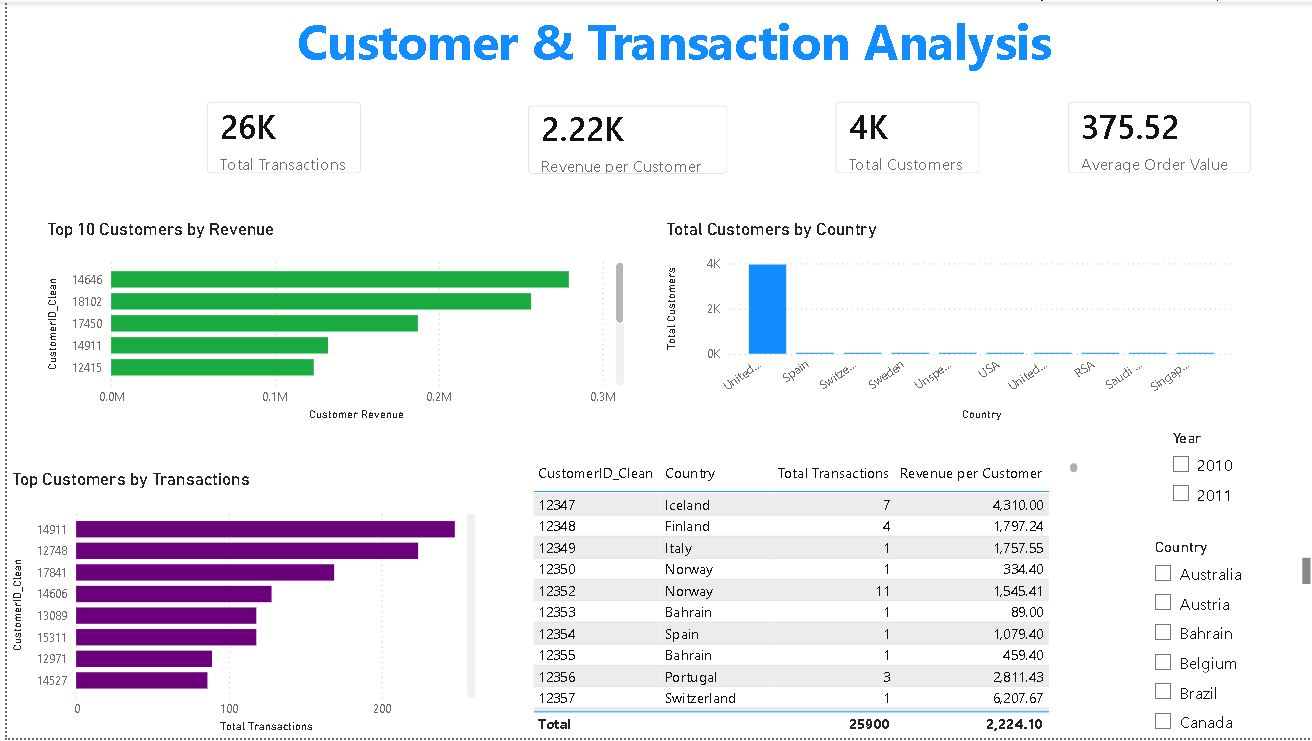 Customer & Transaction Analysis
26K
Total Transactions
2.22K
Revenue per Customer
4K
Total Customers
375.52
Average Order Value
Top 10 Customers by Revenue
CustomerID_Clean
14646
18102
17450
14911
12415
0.0M 0.1M 0.2M 0.3M
Customer Revenue
Total Customers by Country
Total Customers
4K
2K
0K
United... Spain Switze... Sweden Unspe... USA United... RSA Saudi ... Singap...
Country
Top Customers by Transactions
CustomerID_Clean
14911
12748
17841
14606
13089
15311
12971
14527
0 100 200
Total Transactions
CustomerID_Clean Country Total Transactions Revenue per Customer
12347 Iceland 7 4,310.00
12348 Finland 4 1,797.24
12349 Italy 1 1,757.55
12350 Norway 1 334.40
12352 Norway 11 1,545.41
12353 Bahrain 1 89.00
12354 Spain 1 1,079.40
12355 Bahrain 1 459.40
12356 Portugal 3 2,811.43
12357 Switzerland 1 6,207.67
Total 25900 2,224.10
Year
2010
2011
Country
Australia
Austria
Bahrain
Belgium
Brazil
Canada